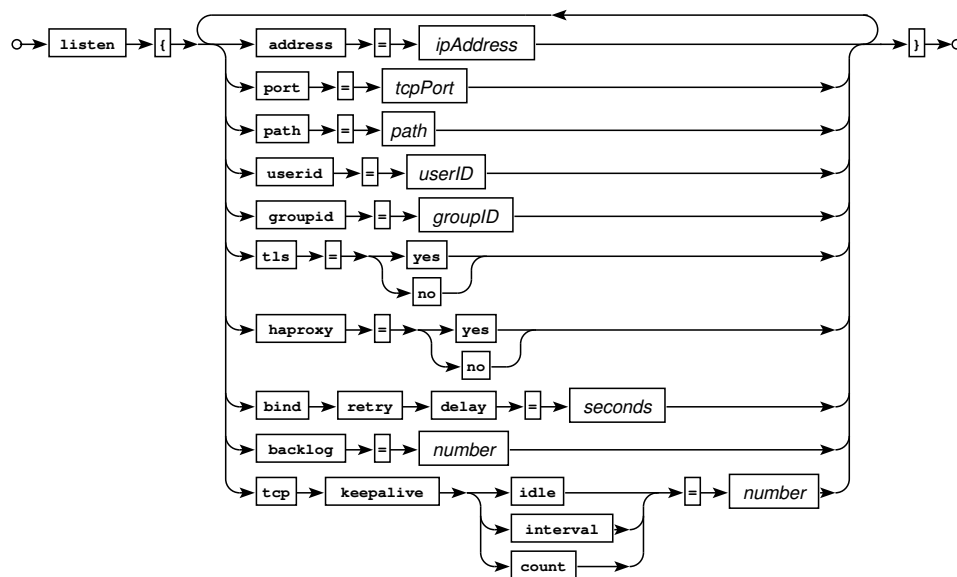 listen { address = ipAddress }
port = tcpPort
path = path
userid = userID
groupid = groupID
tls = yes
no
haproxy = yes
no
bind retry delay = seconds
backlog = number
tcp keepalive idle = number
interval
count